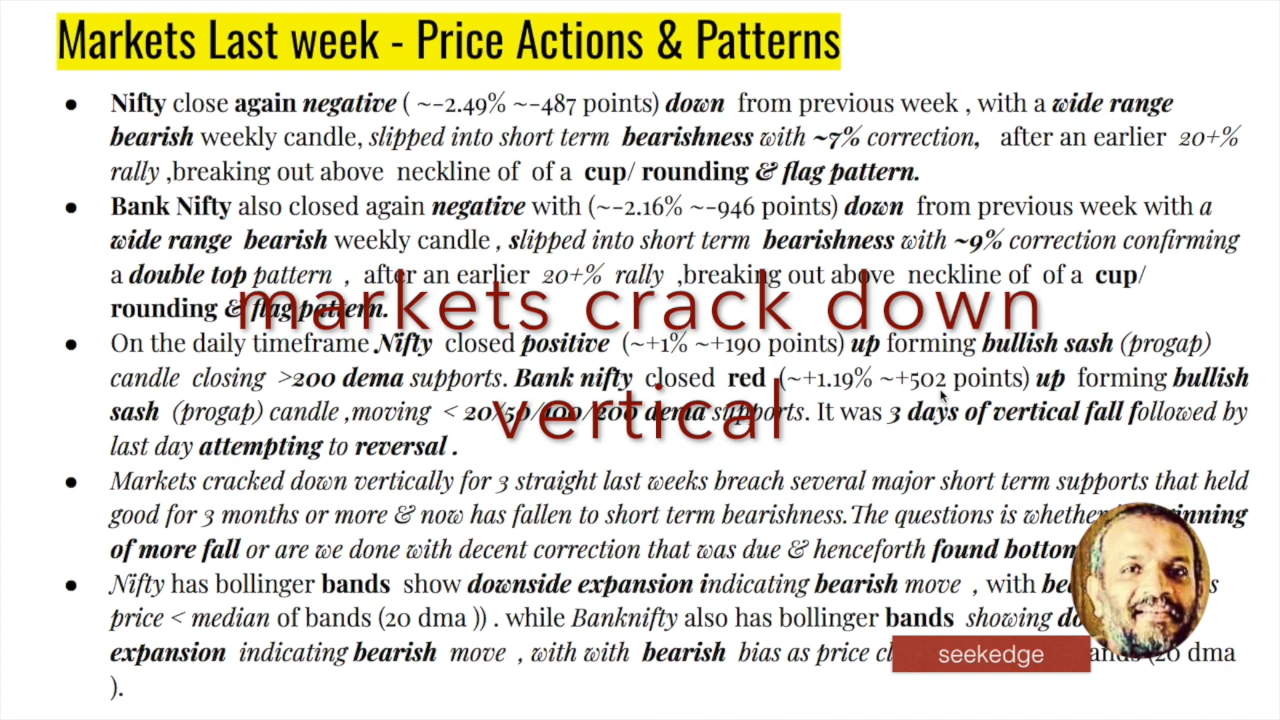 Markets Last week - Price Actions & Patterns
● Nifty close again negative ( ~-2.49% ~-487 points) down from previous week , with a wide range
bearish weekly candle, slipped into short term bearishness with ~7% correction, after an earlier 20+%
rally ,breaking out above neckline of of a cup/ rounding & flag pattern.
● Bank Nifty also closed again negative with (~-2.16% ~-946 points) down from previous week with a
wide range bearish weekly candle , slipped into short term bearishness with ~9% correction confirming
a double top pattern , after an earlier 20+% rally ,breaking out above neckline of of a cup/
rounding & flag pattern.
markets crack down
● On the daily timeframe Nifty closed positive (~+1% ~+190 points) up forming bullish sash (progap)
candle closing >200 dema supports. Bank nifty closed red (~+1.19% ~+502 points) up forming bullish
sash (progap) candle ,moving < 20/50/100/200 dema supports. It was 3 days of vertical fall followed by
vertical
last day attempting to reversal .
● Markets cracked down vertically for 3 straight last weeks breach several major short term supports that held
good for 3 months or more & now has fallen to short term bearishness.The questions is whether
of more fall or are we done with decent correction that was due & henceforth found bottom
● Nifty has bollinger bands show downside expansion indicating bearish move , with
price < median of bands (20 dma )) . while Banknifty also has bollinger bands showing
expansion indicating bearish move , with with bearish bias as price (20 dma
).
seekedge